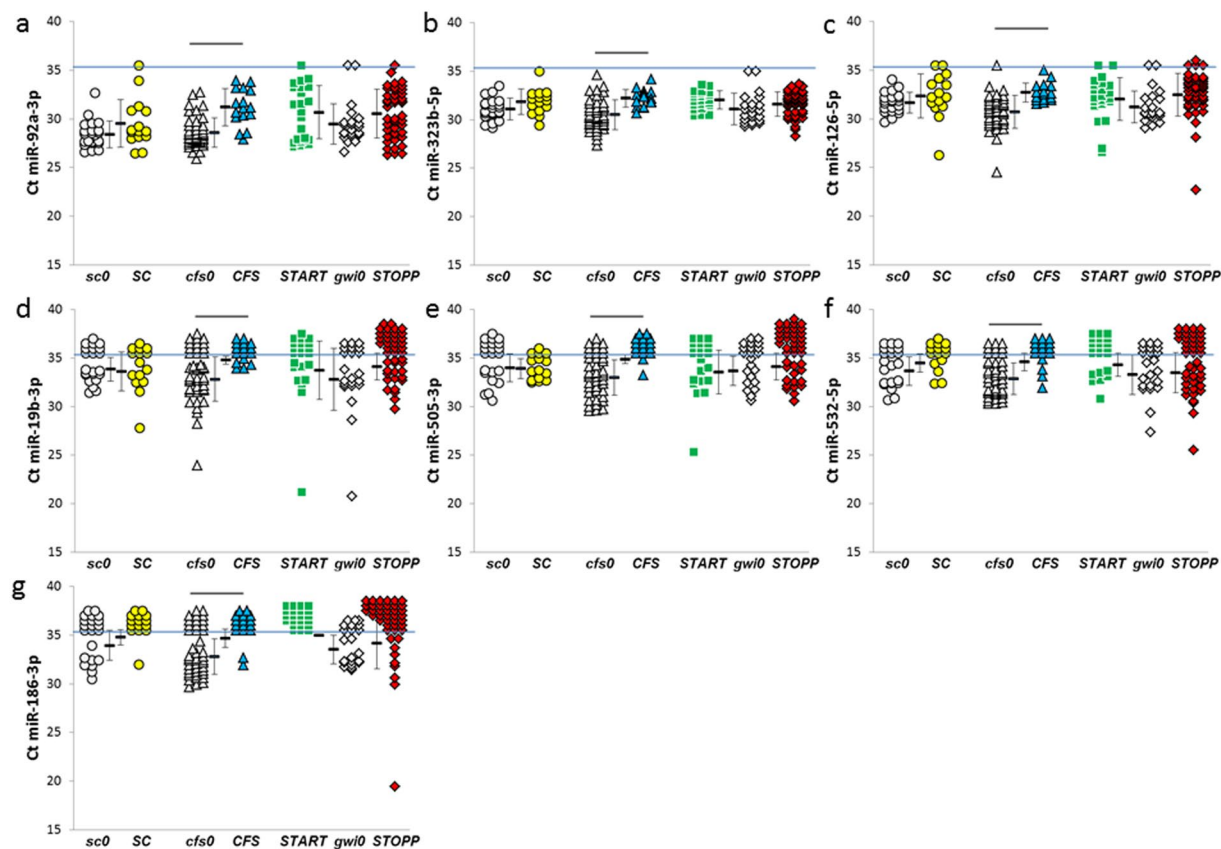 a
Ct miR-92a-3p
40
35
30
25
20
15
sc0 SC cfs0 CFS START gwi0 STOPP
b
Ct miR-323b-5p
40
35
30
25
20
15
sc0 SC cfs0 CFS START gwi0 STOPP
c
Ct miR-126-5p
40
35
30
25
20
15
sc0 SC cfs0 CFS START gwi0 STOPP
d
Ct miR-19b-3p
40
35
30
25
20
15
sc0 SC cfs0 CFS START gwi0 STOPP
e
Ct miR-505-3p
40
35
30
25
20
15
sc0 SC cfs0 CFS START gwi0 STOPP
f
Ct miR-532-5p
40
35
30
25
20
15
sc0 SC cfs0 CFS START gwi0 STOPP
g
Ct miR-186-3p
40
35
30
25
20
15
sc0 SC cfs0 CFS START gwi0 STOPP